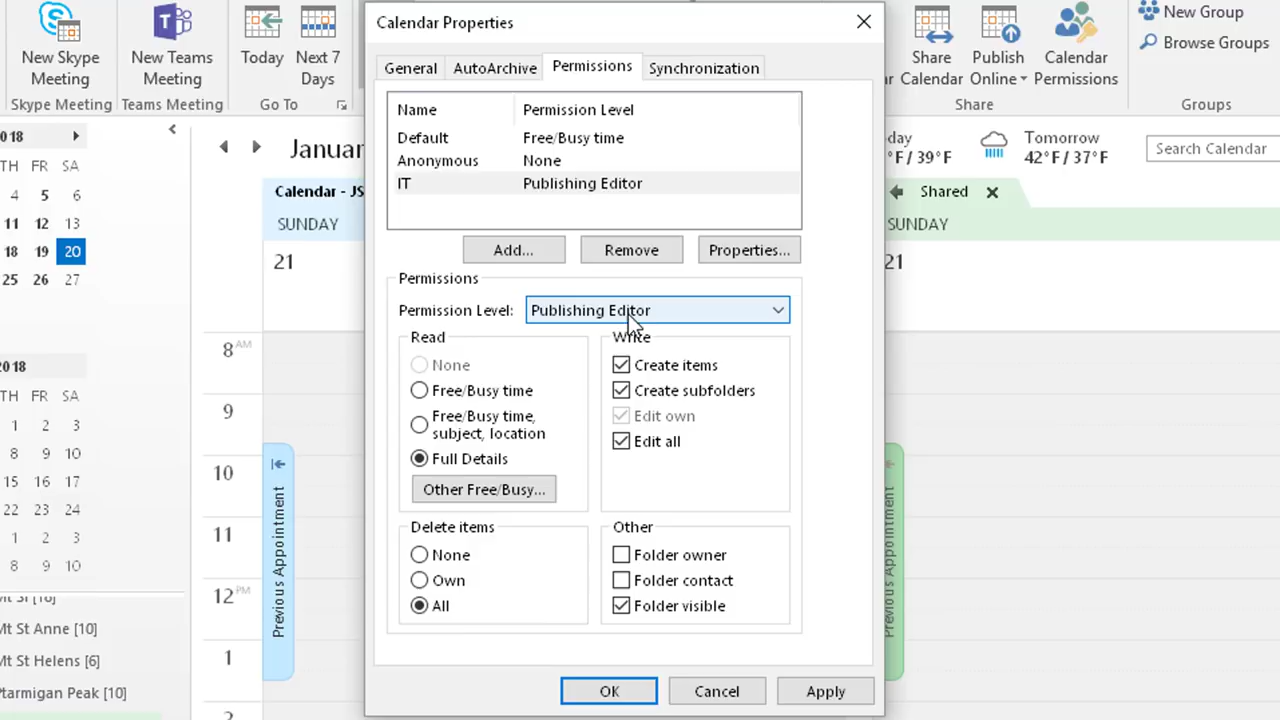 New Skype
Meeting
Skype Meeting
New Teams
Meeting
Teams Meeting
Today
Next 7
Days
Go To
Share
Calendar
Publish
Online
Calendar
Permissions
Share
New Group
Browse Groups
Groups
Calendar Properties
General
AutoArchive
Permissions
Synchronization
Name Permission Level
Default Free/Busy time
Anonymous None
IT Publishing Editor
Add...
Remove
Properties...
Permissions
Permission Level: Publishing Editor
Read
None
Free/Busy time
Free/Busy time,
subject, location
Full Details
Other Free/Busy...
Write
Create items
Create subfolders
Edit own
Edit all
Delete items
None
Own
All
Other
Folder owner
Folder contact
Folder visible
OK
Cancel
Apply
018
TH FR SA
4 5 6
11 12 13
18 19 20
25 26 27
2018
TH FR SA
1 2 3
8 9 10
15 16 17
22 23 24
1 2 3
8 9 10
Mt St Anne [10]
Mt St Helens [6]
Ptarmigan Peak [10]
Januar
Calendar - JS
SUNDAY
21
8 AM
9
10
11
12 PM
1
2
Previous Appointment
day
°F / 39°F
Tomorrow
42°F / 37°F
Search Calendar
Shared
SUNDAY
21
Previous Appointment